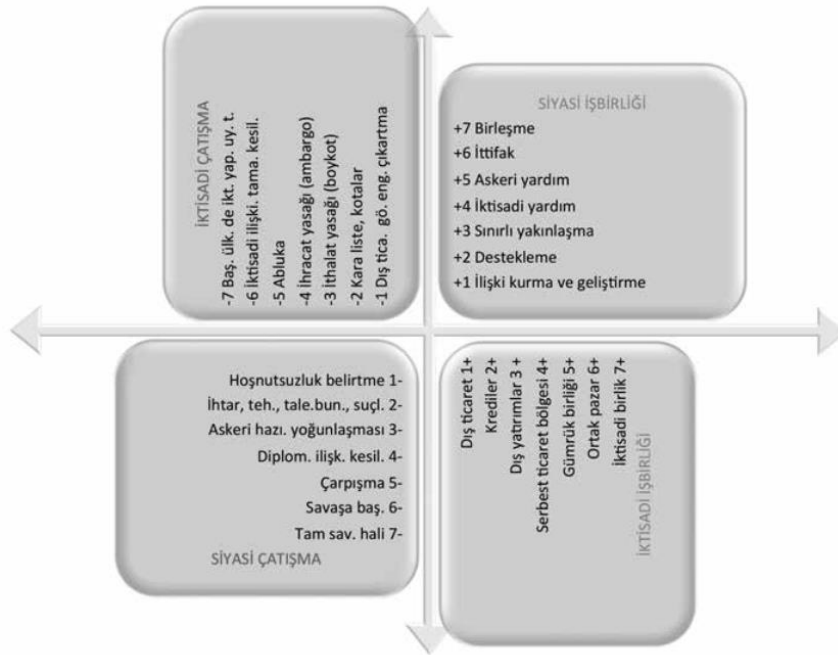 İKTİSADİ ÇATIŞMA
-7 Baş. ülk. de ikt. yap. uy. t.
-6 İktisadi ilişki. tama. kesil.
-5 Abluka
-4 İhracat yasağı (ambargo)
-3 İthalat yasağı (boykot)
-2 Kara liste, kotalar
-1 Dış tica. gö. eng. çıkartma
SİYASİ İŞBİRLİĞİ
+7 Birleşme
+6 İttifak
+5 Askeri yardım
+4 İktisadi yardım
+3 Sınırlı yakınlaşma
+2 Destekleme
+1 İlişki kurma ve geliştirme
Hoşnutsuzluk belirtme 1-
İhtar, teh., tale.bun., suçl. 2-
Askeri hazı. yoğunlaşması 3-
Diplom. ilişk. kesil. 4-
Çarpışma 5-
Savaşa baş. 6-
Tam sav. hali 7-
SİYASİ ÇATIŞMA
Dış ticaret 1+
Krediler 2+
Dış yatırımlar 3 +
Serbest ticaret bölgesi 4+
Gümrük birliği 5+
Ortak pazar 6+
İktisadi birlik 7+
İKTİSADİ İŞBİRLİĞİ